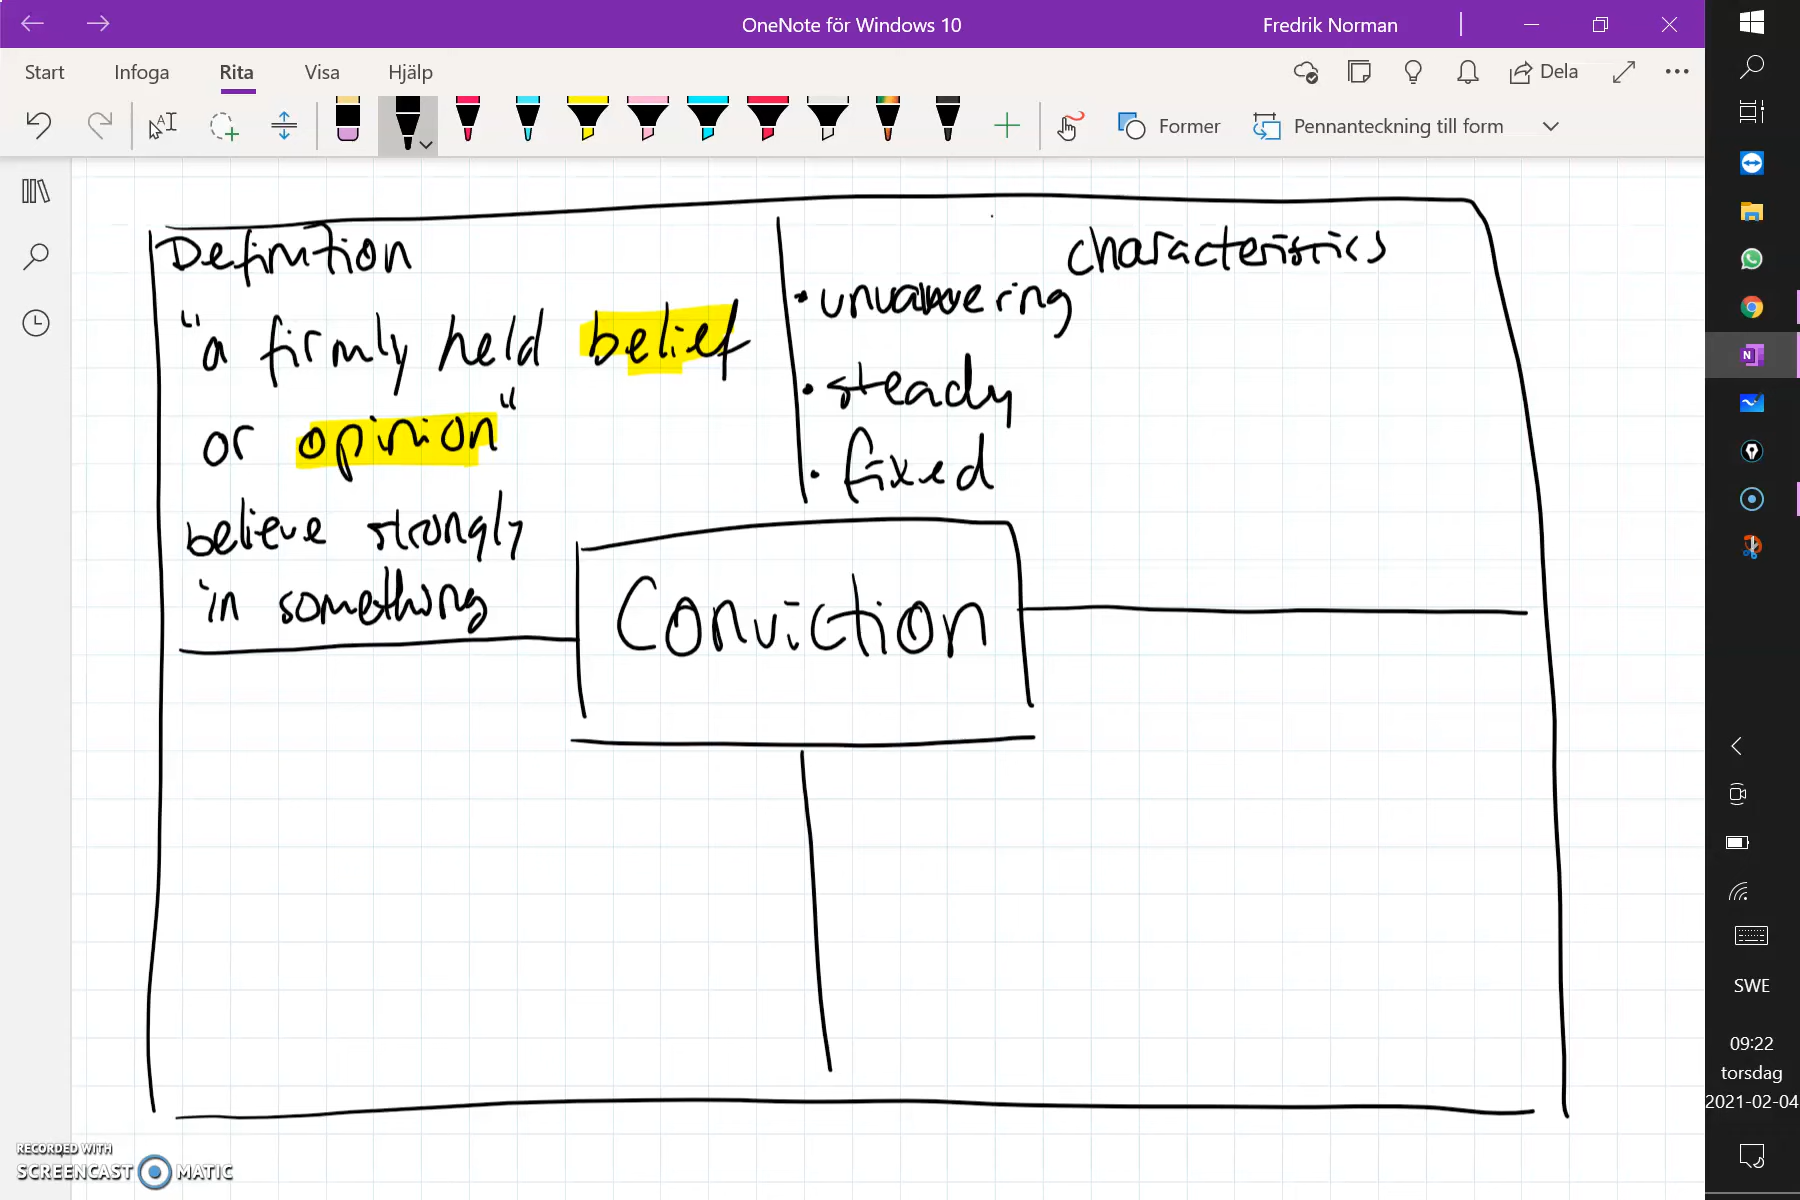 OneNote för Windows 10
Fredrik Norman
Start
Infoga
Rita
Visa
Hjälp
Dela
Former
Pennanteckning till form
Definition
characteristics
"a firmly held belief
or opinion"
believe strongly
in something
• unwavering
• steady
• fixed
Conviction
SWE
09:22
torsdag
2021-02-04
RECORDED WITH
SCREENCAST MATIC